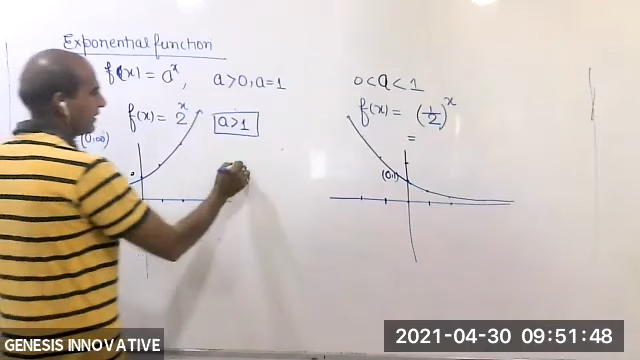 Exponential function
f(x) = a^x, a>0, a=1
0<a<1
f(x) = 2^x
a>1
f(x) = (1/2)^x
=
(0,∞)
(0,1)
GENESIS INNOVATIVE
2021-04-30 09:51:48